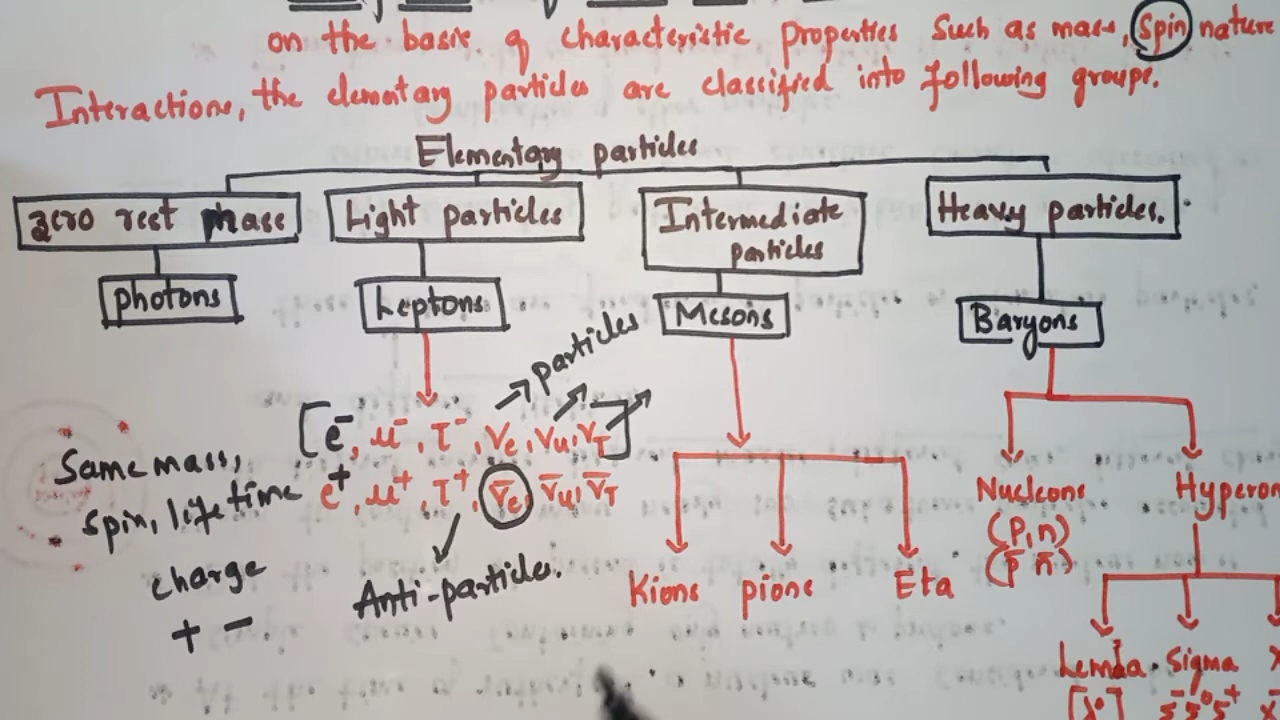 on the basis of characteristic properties such as mass, spin nature
Interactions, the elementary particles are classified into following groups.
Elementary particles
zero rest phase
Light particles
Intermediate
particles
Heavy particles.
photons
Leptons
Mesons
Baryons
particles
[e⁻, μ⁻, τ⁻, νe, νu, ντ]
e⁺, μ⁺, τ⁺, ν̄e, ν̄u, ν̄τ
Same mass,
spin, life time
charge
+ −
Anti-particles.
Kions
pions
Eta
Nucleons
(p, n)
(p̄ n̄)
Hyperon
Lemda
Sigma